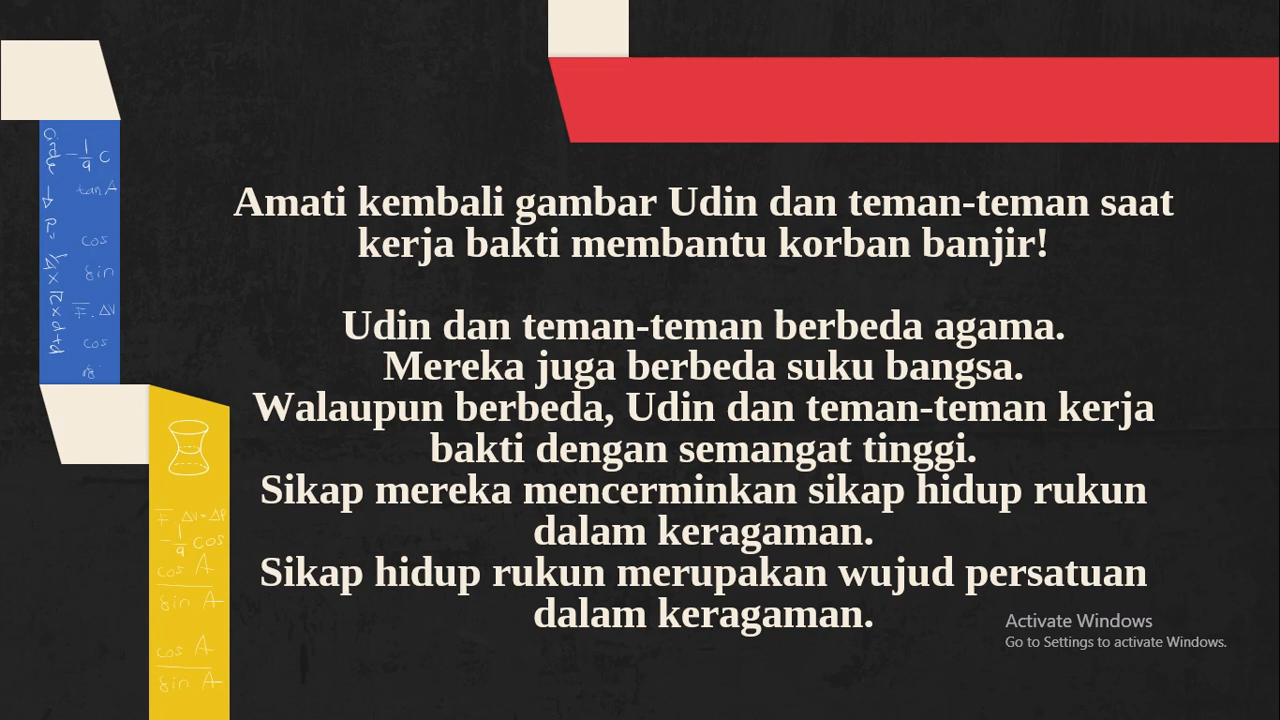 Amati kembali gambar Udin dan teman-teman saat
kerja bakti membantu korban banjir!
Udin dan teman-teman berbeda agama.
Mereka juga berbeda suku bangsa.
Walaupun berbeda, Udin dan teman-teman kerja
bakti dengan semangat tinggi.
Sikap mereka mencerminkan sikap hidup rukun
dalam keragaman.
Sikap hidup rukun merupakan wujud persatuan
dalam keragaman.
Activate Windows
Go to Settings to activate Windows.
tan A
cos
sin
F. ΔV
cos
cos A
sin A
cos A
sin A